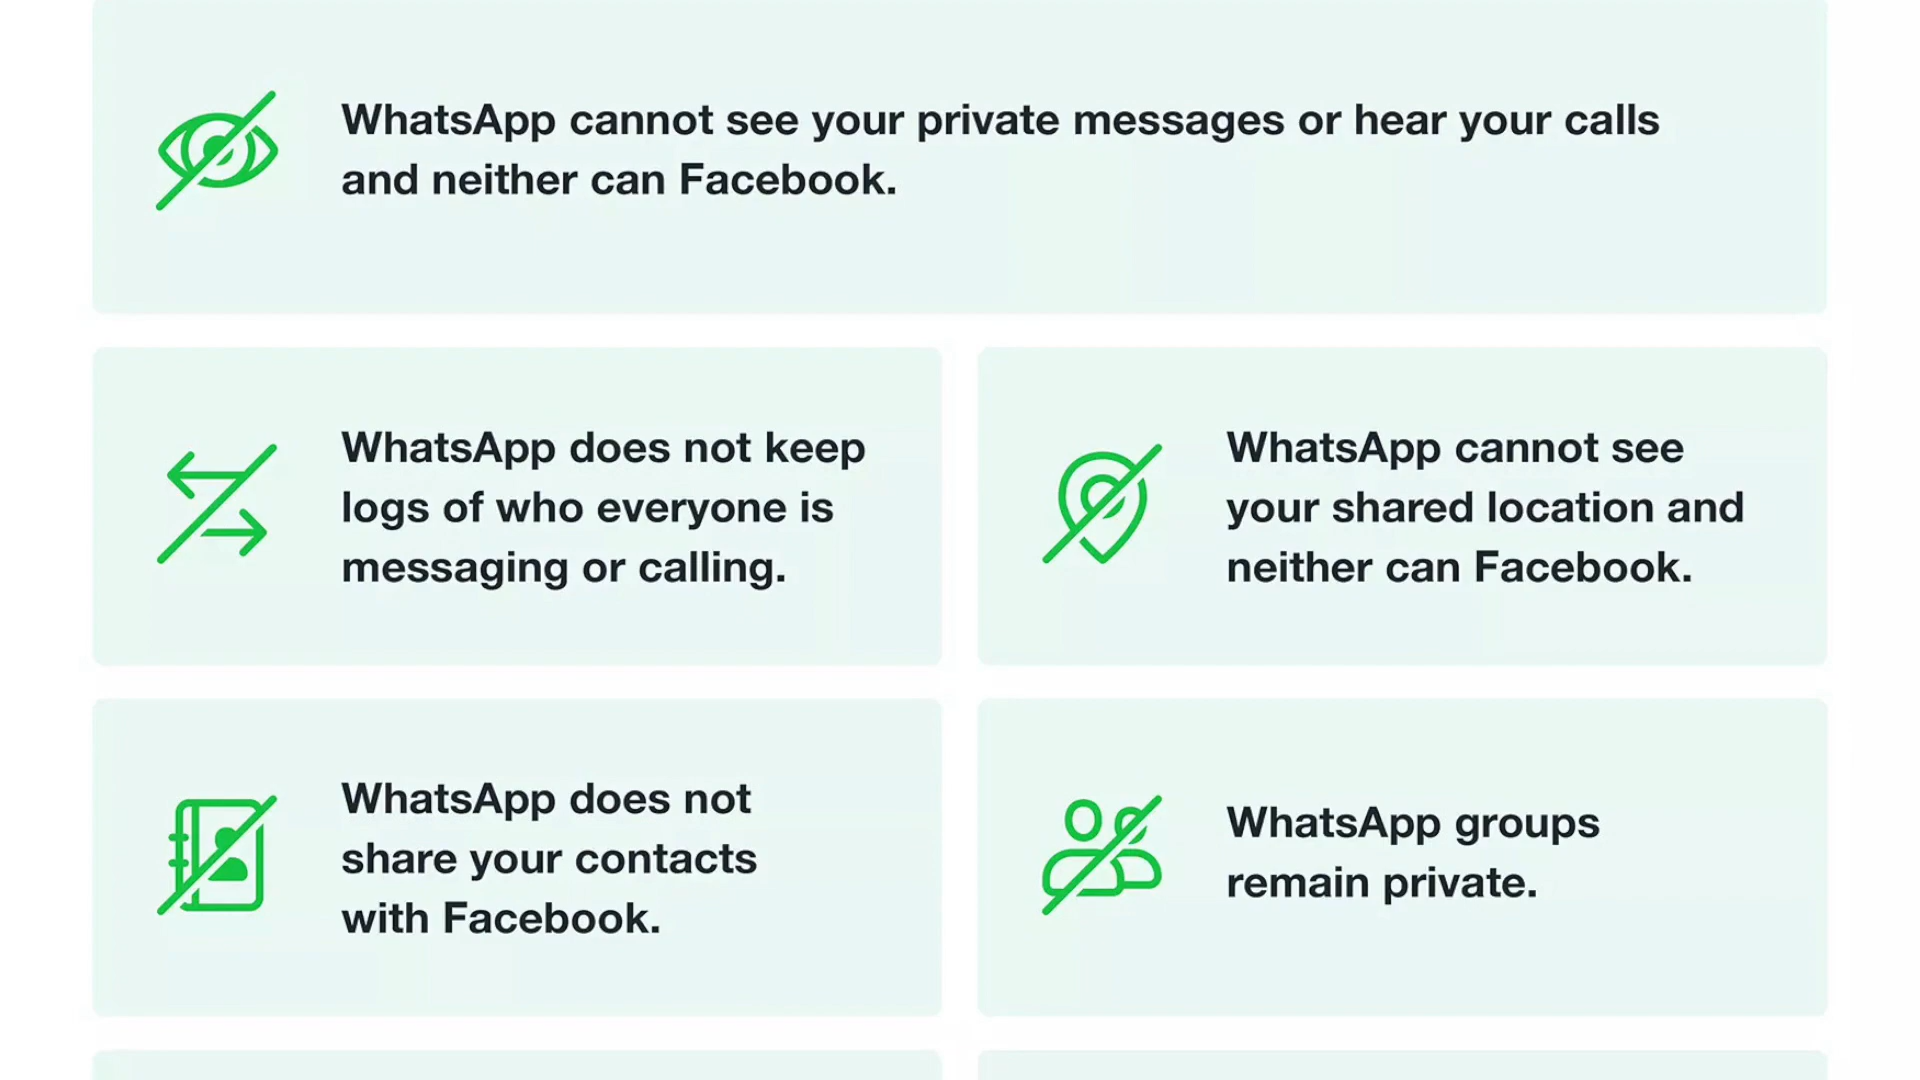 WhatsApp cannot see your private messages or hear your calls
and neither can Facebook.
WhatsApp does not keep
logs of who everyone is
messaging or calling.
WhatsApp cannot see
your shared location and
neither can Facebook.
WhatsApp does not
share your contacts
with Facebook.
WhatsApp groups
remain private.